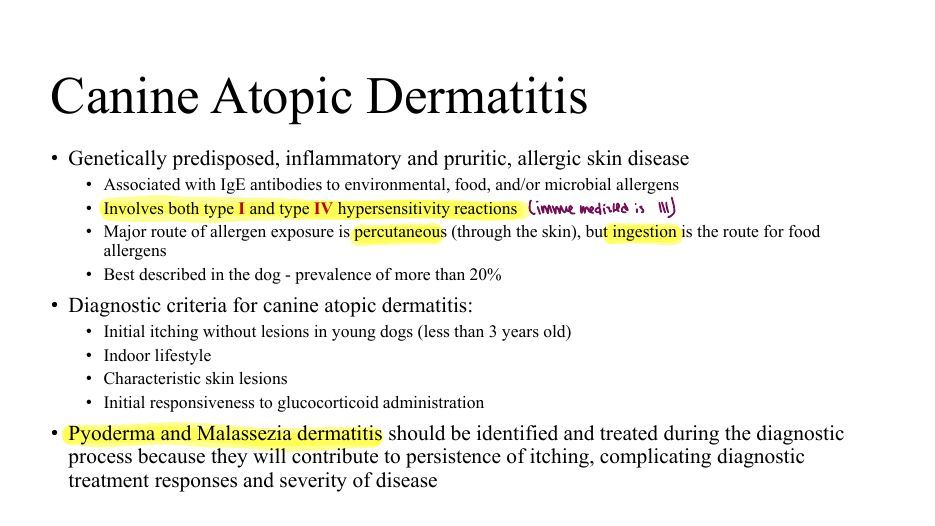 Canine Atopic Dermatitis
• Genetically predisposed, inflammatory and pruritic, allergic skin disease
• Associated with IgE antibodies to environmental, food, and/or microbial allergens
• Involves both type I and type IV hypersensitivity reactions (immue mediated is III)
• Major route of allergen exposure is percutaneous (through the skin), but ingestion is the route for food
allergens
• Best described in the dog - prevalence of more than 20%
• Diagnostic criteria for canine atopic dermatitis:
• Initial itching without lesions in young dogs (less than 3 years old)
• Indoor lifestyle
• Characteristic skin lesions
• Initial responsiveness to glucocorticoid administration
• Pyoderma and Malassezia dermatitis should be identified and treated during the diagnostic
process because they will contribute to persistence of itching, complicating diagnostic
treatment responses and severity of disease